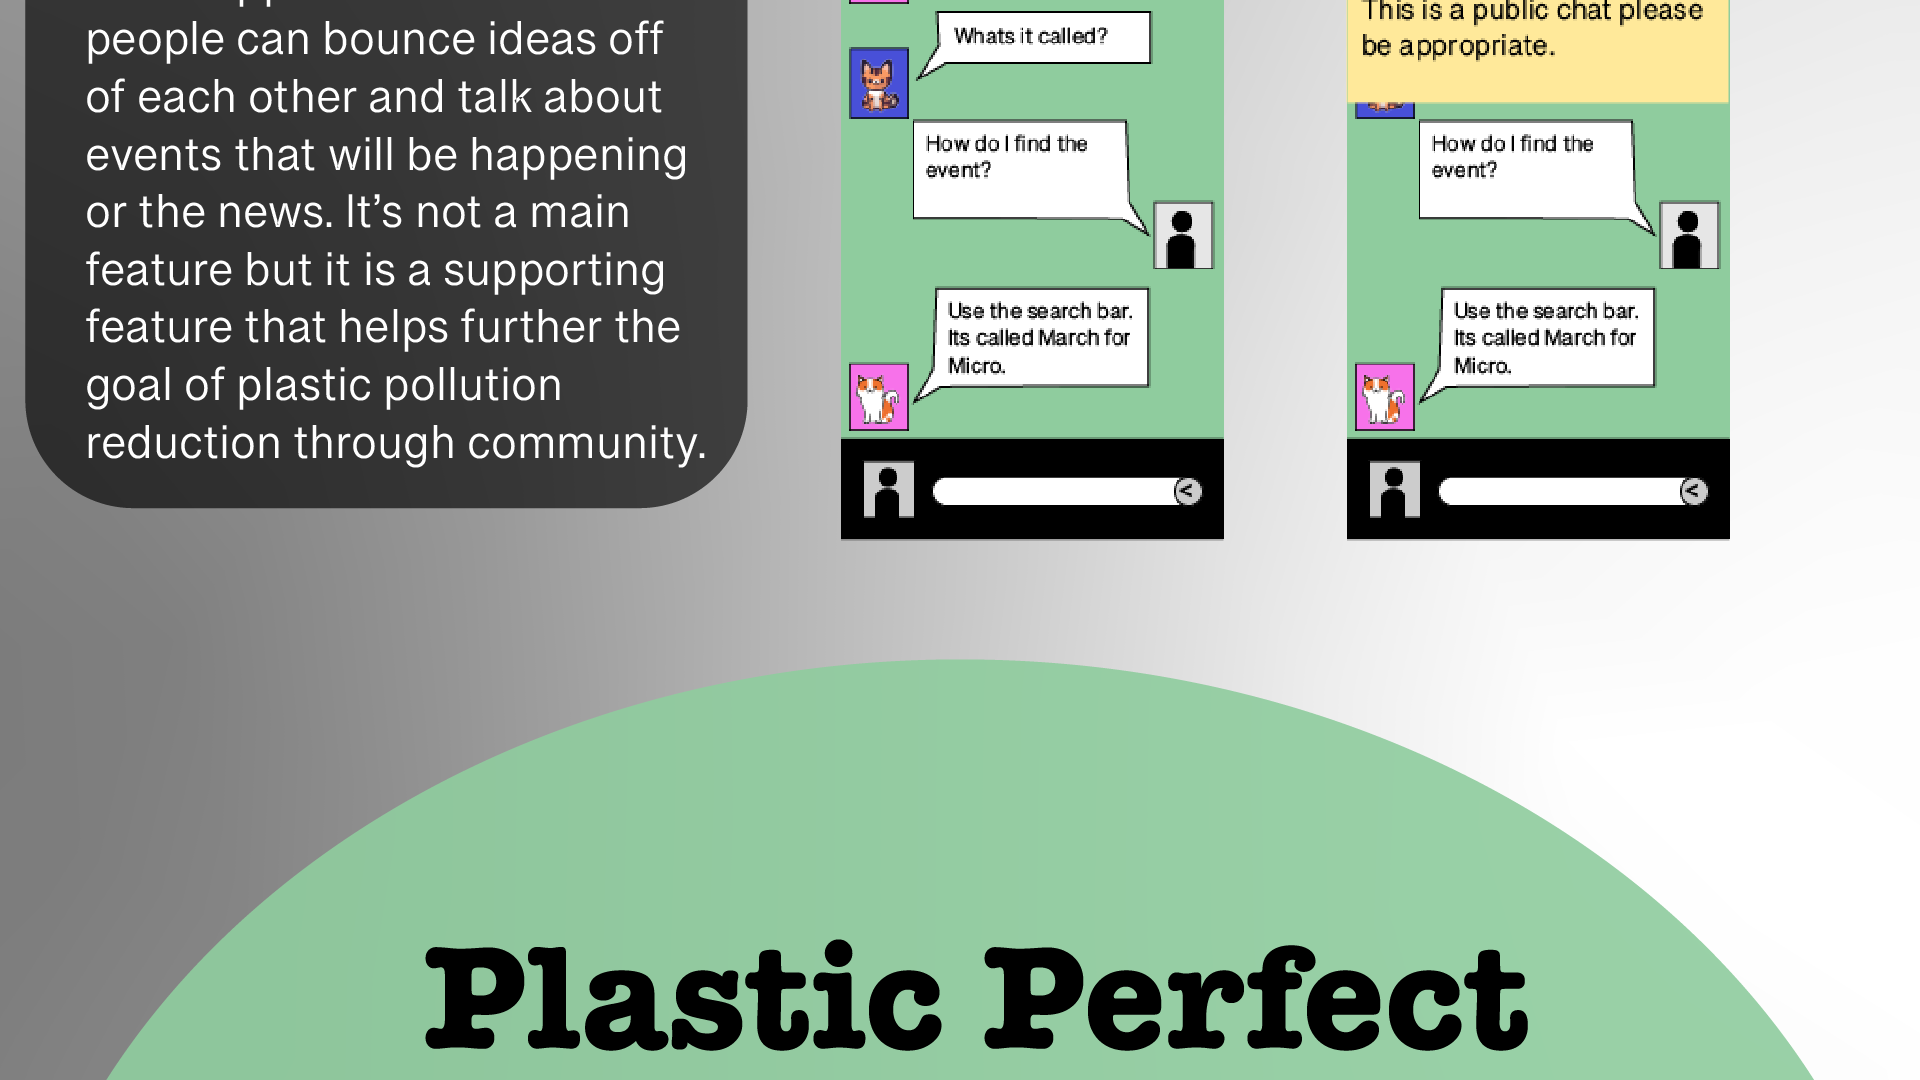 people can bounce ideas off
of each other and talk about
events that will be happening
or the news. It’s not a main
feature but it is a supporting
feature that helps further the
goal of plastic pollution
reduction through community.
Whats it called?
How do I find the
event?
Use the search bar.
Its called March for
Micro.
<
This is a public chat please
be appropriate.
How do I find the
event?
Use the search bar.
Its called March for
Micro.
<
Plastic Perfect